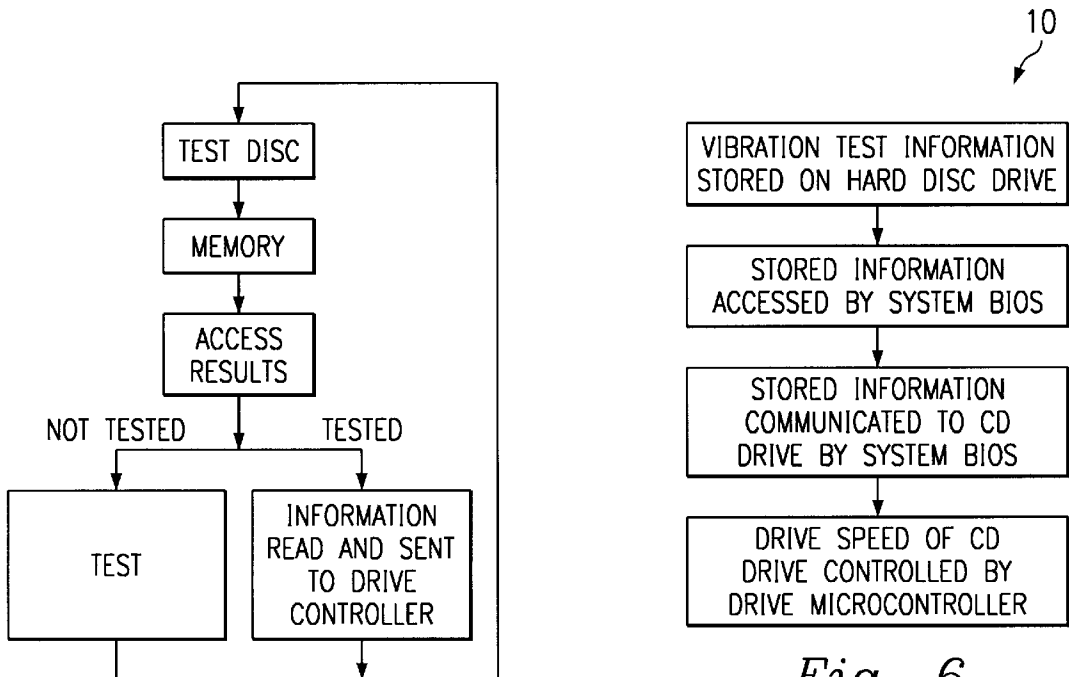 10
TEST DISC
MEMORY
ACCESS
RESULTS
NOT TESTED
TESTED
TEST
INFORMATION
READ AND SENT
TO DRIVE
CONTROLLER
VIBRATION TEST INFORMATION
STORED ON HARD DISC DRIVE
STORED INFORMATION
ACCESSED BY SYSTEM BIOS
STORED INFORMATION
COMMUNICATED TO CD
DRIVE BY SYSTEM BIOS
DRIVE SPEED OF CD
DRIVE CONTROLLED BY
DRIVE MICROCONTROLLER
Fig. 6